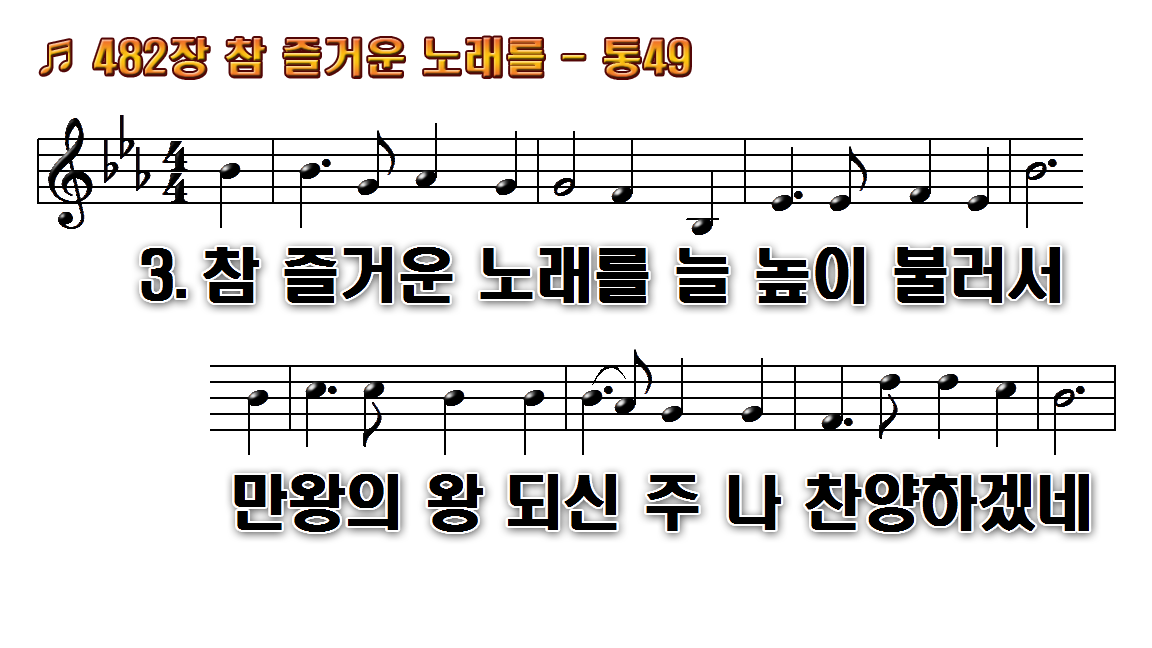 ♬ 482장 참 즐거운 노래를 - 통49
4
4
3. 참 즐거운 노래를 늘 높이 불러서
만왕의 왕 되신 주 나 찬양하겠네